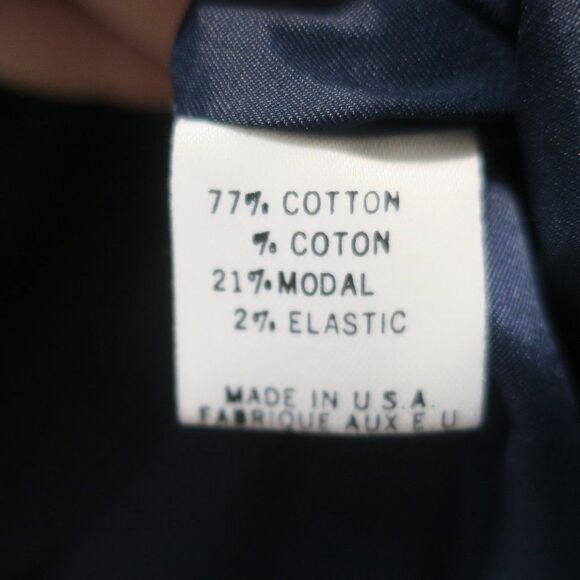 77% COTTON
% COTON
21% MODAL
2% ELASTIC
MADE IN U.S.A.
FABRIQUE AUX E.U